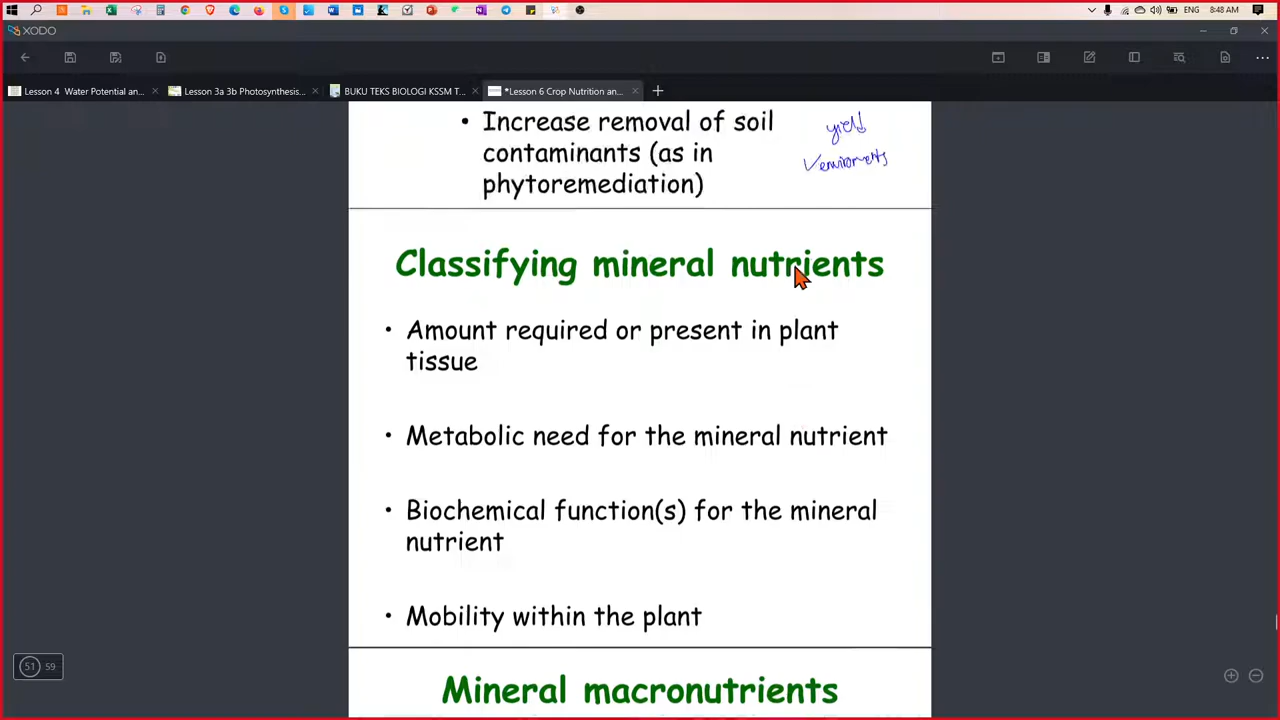 ENG
8:48 AM
XODO
Lesson 4 Water Potential an...
Lesson 3a 3b Photosynthesis...
BUKU TEKS BIOLOGI KSSM T...
*Lesson 6 Crop Nutrition an...
• Increase removal of soil
contaminants (as in
phytoremediation)
yield
✓enviroments
Classifying mineral nutrients
• Amount required or present in plant
tissue
• Metabolic need for the mineral nutrient
• Biochemical function(s) for the mineral
nutrient
• Mobility within the plant
51 59
Mineral macronutrients